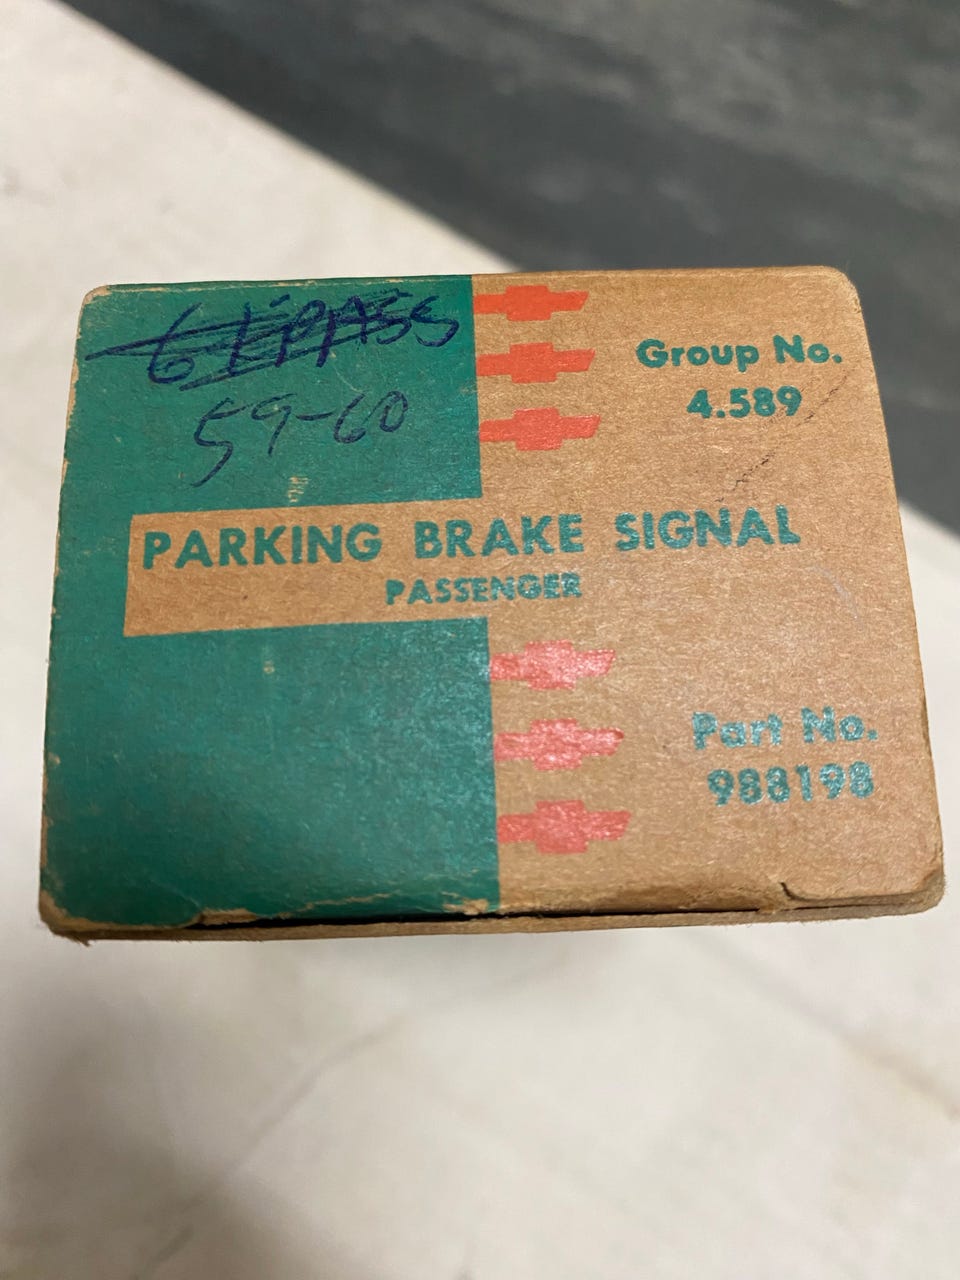 61 PASS
59-60
Group No.
4.589
PARKING BRAKE SIGNAL
PASSENGER
Part No.
988198